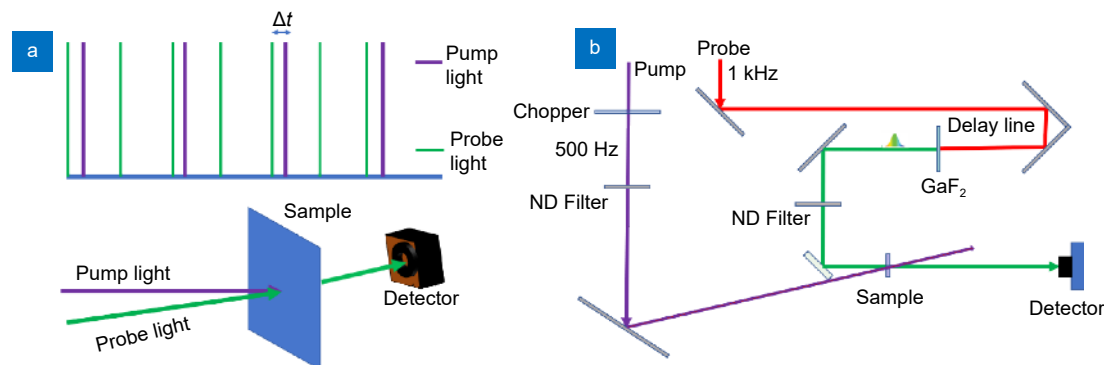 a
Δt
Pump
light
Probe
light
Sample
Pump light
Probe light
Detector
b
Probe
Pump
1 kHz
Chopper
Delay line
500 Hz
GaF2
ND Filter
ND Filter
Sample
Detector